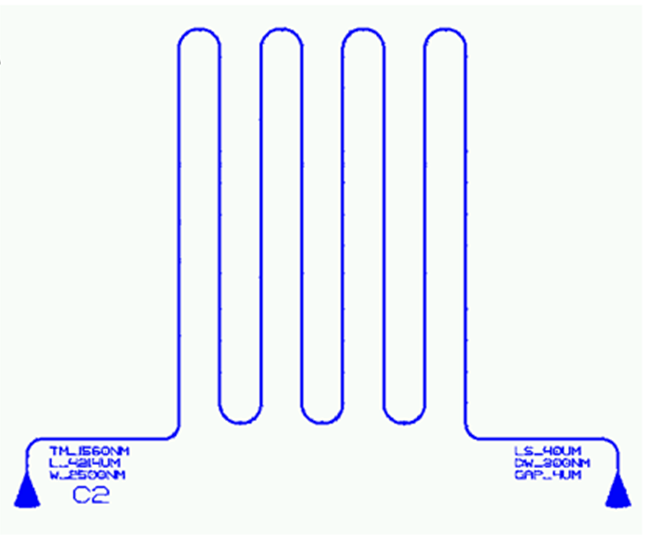 TM_1560NM
L_4214UM
W_2500NM
C2
LS_40UM
DW_300NM
GAP_4UM